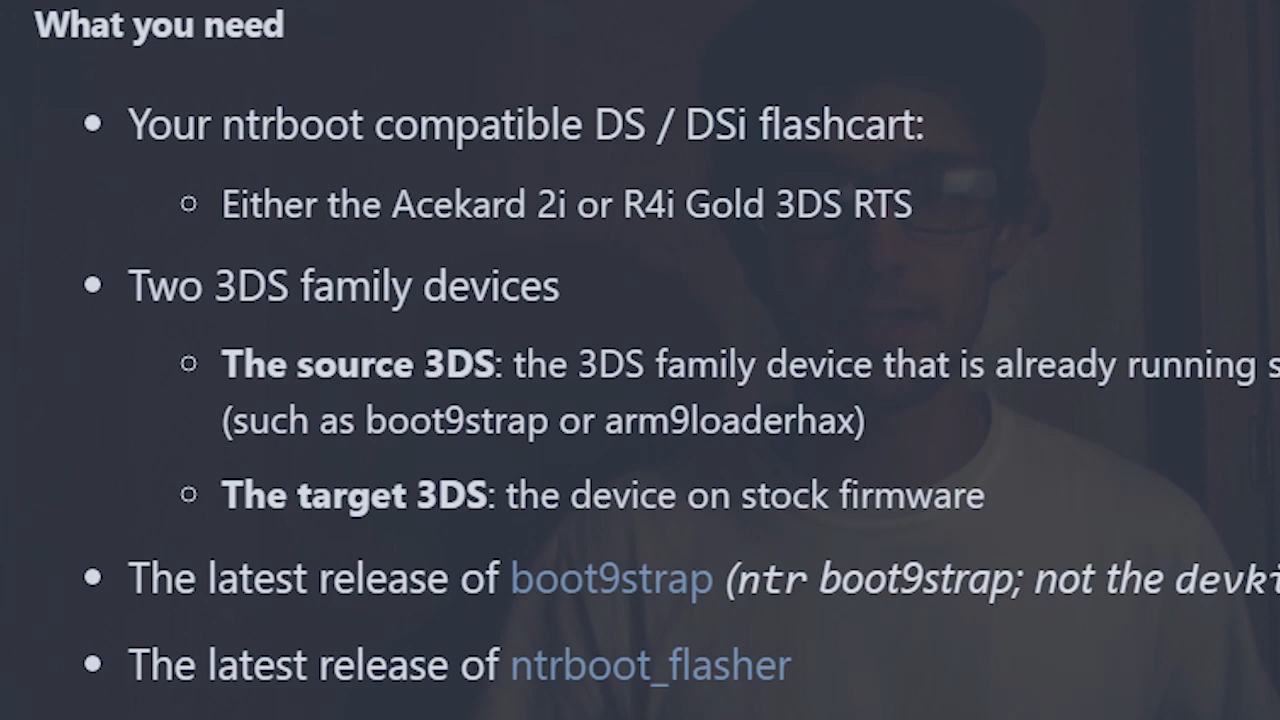 What you need
Your ntrboot compatible DS / DSi flashcart:
Either the Acekard 2i or R4i Gold 3DS RTS
Two 3DS family devices
The source 3DS: the 3DS family device that is already running
(such as boot9strap or arm9loaderhax)
The target 3DS: the device on stock firmware
The latest release of boot9strap (ntr boot9strap; not the
The latest release of ntrboot_flasher